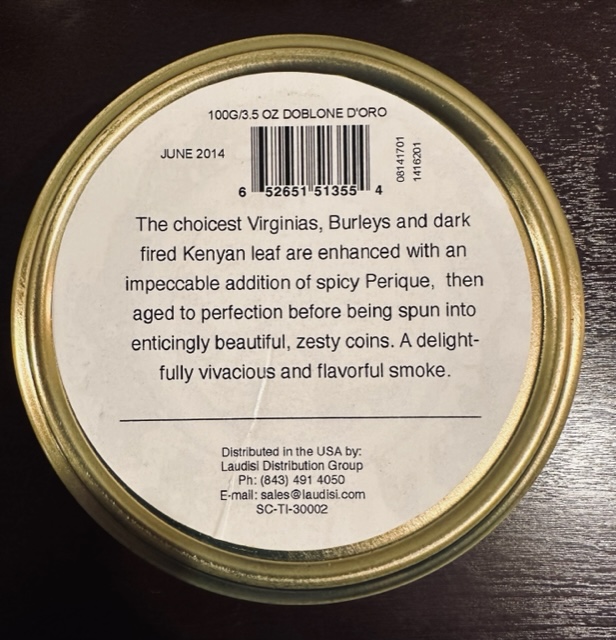 100G/3.5 OZ DOBLONE D'ORO
JUNE 2014
6 52651 51355 4
08141701
1416201
The choicest Virginias, Burleys and dark
fired Kenyan leaf are enhanced with an
impeccable addition of spicy Perique, then
aged to perfection before being spun into
enticingly beautiful, zesty coins. A delight-
fully vivacious and flavorful smoke.
Distributed in the USA by:
Laudisi Distribution Group
Ph: (843) 491 4050
E-mail: sales@laudisi.com
SC-TI-30002